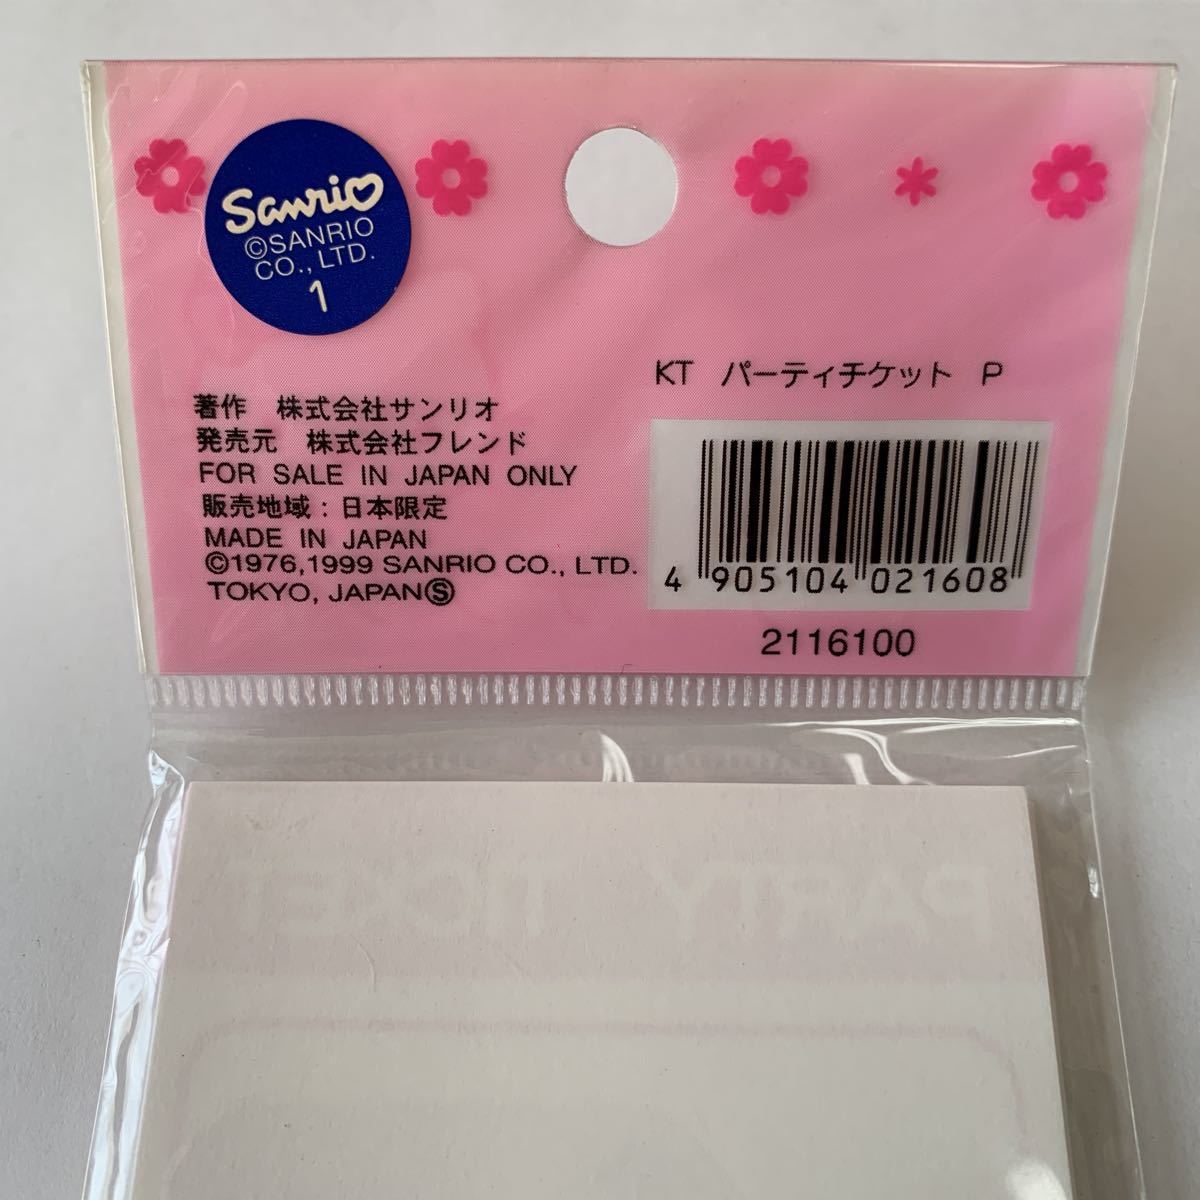 Sanrio
©SANRIO
CO., LTD.
1
KT パーティチケット P
著作 株式会社サンリオ
発売元 株式会社フレンド
FOR SALE IN JAPAN ONLY
販売地域：日本限定
MADE IN JAPAN
©1976,1999 SANRIO CO., LTD.
TOKYO, JAPANⓈ
4 905104 021608
2116100
PARTY TICKET